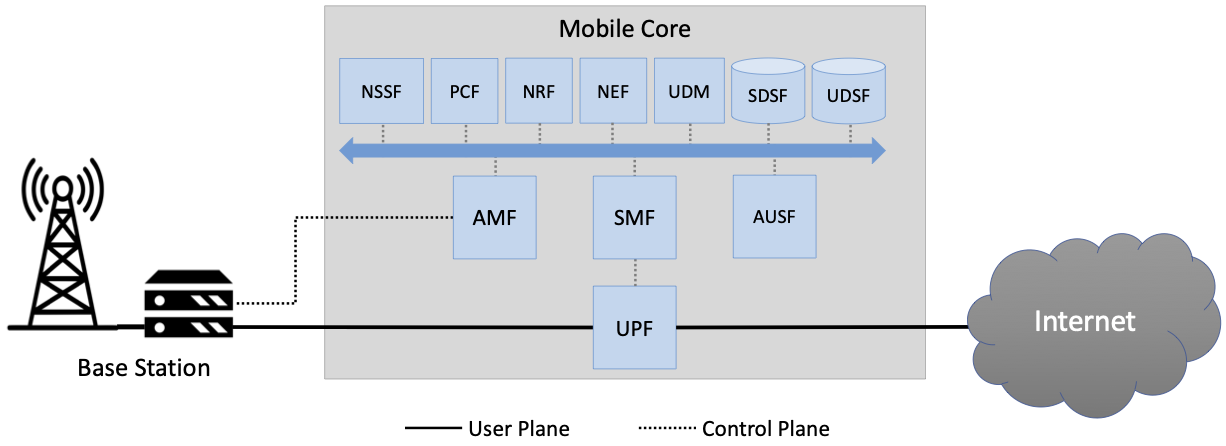 Mobile Core
NSSF
PCF
NRF
NEF
UDM
SDSF
UDSF
AMF
SMF
AUSF
UPF
Internet
Base Station
User Plane
Control Plane